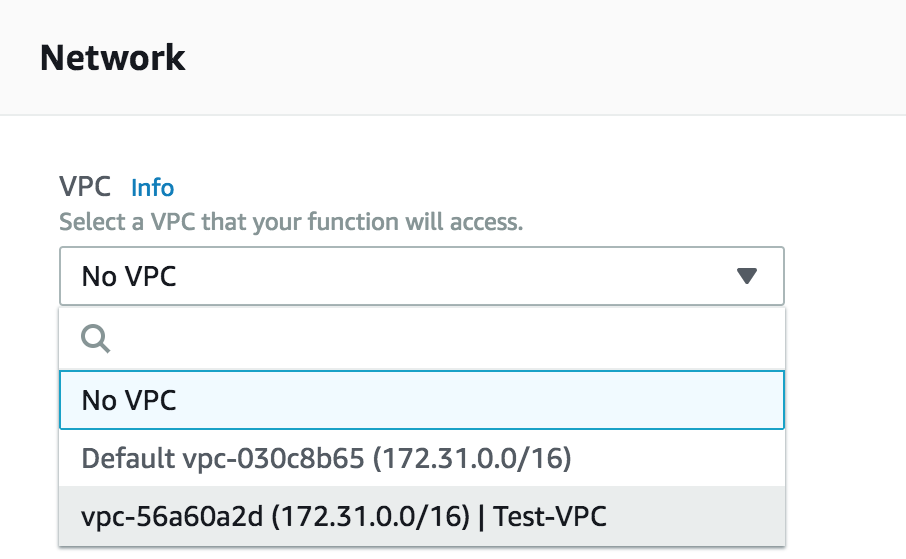 Network
VPC Info
Select a VPC that your function will access.
No VPC
No VPC
Default vpc-030c8b65 (172.31.0.0/16)
vpc-56a60a2d (172.31.0.0/16) | Test-VPC